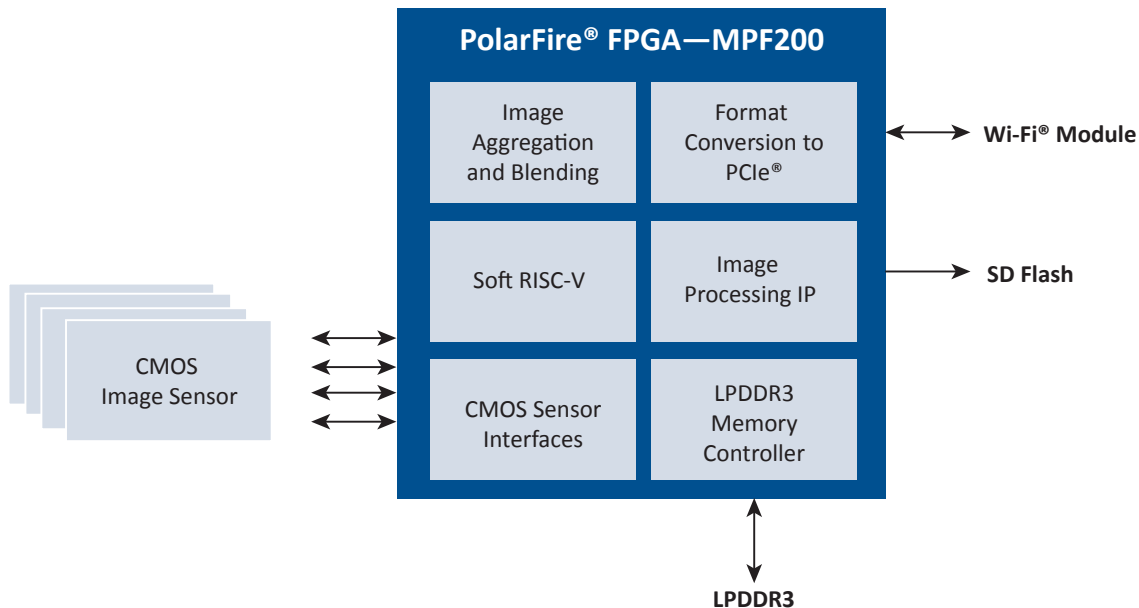 PolarFire® FPGA—MPF200
Image
Aggregation
and Blending
Format
Conversion to
PCIe®
Wi-Fi® Module
Soft RISC-V
Image
Processing IP
SD Flash
CMOS
Image Sensor
CMOS Sensor
Interfaces
LPDDR3
Memory
Controller
LPDDR3